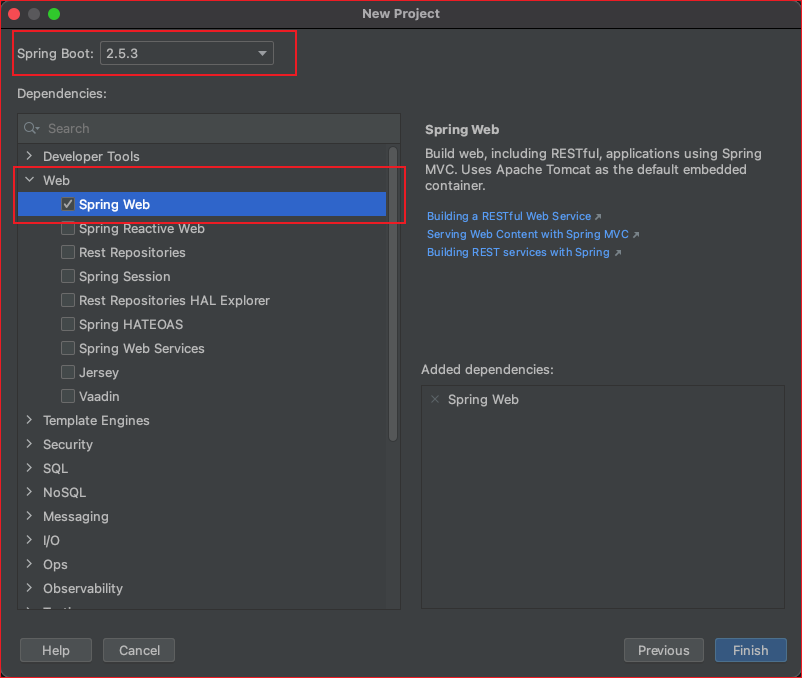 New Project
Spring Boot: 2.5.3
Dependencies:
Search
Developer Tools
Web
Spring Web
Spring Reactive Web
Rest Repositories
Spring Session
Rest Repositories HAL Explorer
Spring HATEOAS
Spring Web Services
Jersey
Vaadin
Template Engines
Security
SQL
NoSQL
Messaging
I/O
Ops
Observability
Spring Web
Build web, including RESTful, applications using Spring
MVC. Uses Apache Tomcat as the default embedded
container.
Building a RESTful Web Service
Serving Web Content with Spring MVC
Building REST services with Spring
Added dependencies:
Spring Web
Help
Cancel
Previous
Finish